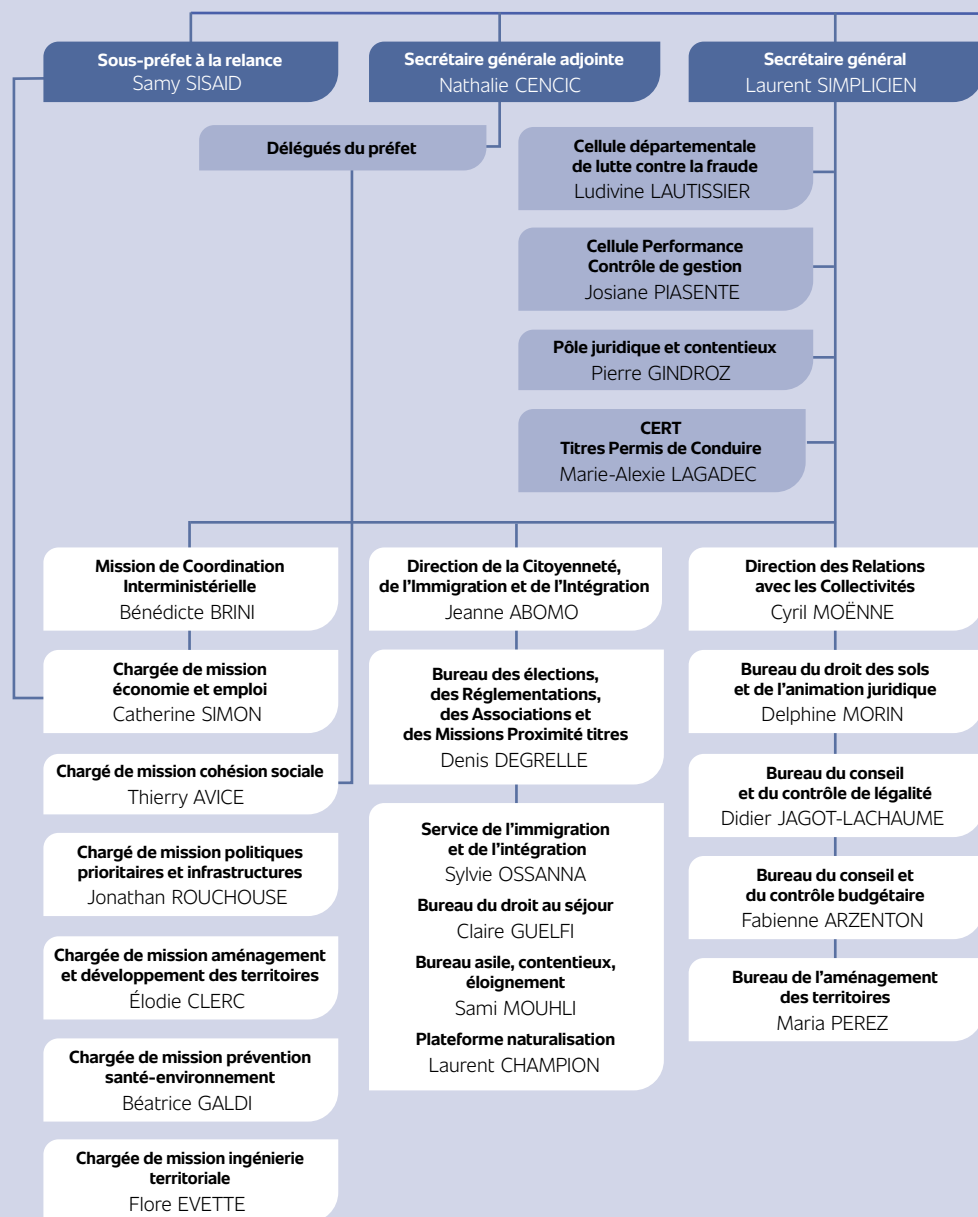 Sous-préfet à la relance
Samy SISAID
Secrétaire générale adjointe
Nathalie CENCIC
Secrétaire général
Laurent SIMPLICIEN
Délégués du préfet
Cellule départementale
de lutte contre la fraude
Ludivine LAUTISSIER
Cellule Performance
Contrôle de gestion
Josiane PIASENTE
Pôle juridique et contentieux
Pierre GINDROZ
CERT
Titres Permis de Conduire
Marie-Alexie LAGADEC
Mission de Coordination
Interministérielle
Bénédicte BRINI
Chargée de mission
économie et emploi
Catherine SIMON
Chargé de mission cohésion sociale
Thierry AVICE
Chargé de mission politiques
prioritaires et infrastructures
Jonathan ROUCHOUSE
Chargée de mission aménagement
et développement des territoires
Élodie CLERC
Chargée de mission prévention
santé-environnement
Béatrice GALDI
Chargée de mission ingénierie
territoriale
Flore EVETTE
Direction de la Citoyenneté,
de l'Immigration et de l'Intégration
Jeanne ABOMO
Bureau des élections,
des Réglementations,
des Associations et
des Missions Proximité titres
Denis DEGRELLE
Service de l'immigration
et de l'intégration
Sylvie OSSANNA
Bureau du droit au séjour
Claire GUELFI
Bureau asile, contentieux,
éloignement
Sami MOUHLI
Plateforme naturalisation
Laurent CHAMPION
Direction des Relations
avec les Collectivités
Cyril MOËNNE
Bureau du droit des sols
et de l'animation juridique
Delphine MORIN
Bureau du conseil
et du contrôle de légalité
Didier JAGOT-LACHAUME
Bureau du conseil et
du contrôle budgétaire
Fabienne ARZENTON
Bureau de l'aménagement
des territoires
Maria PEREZ